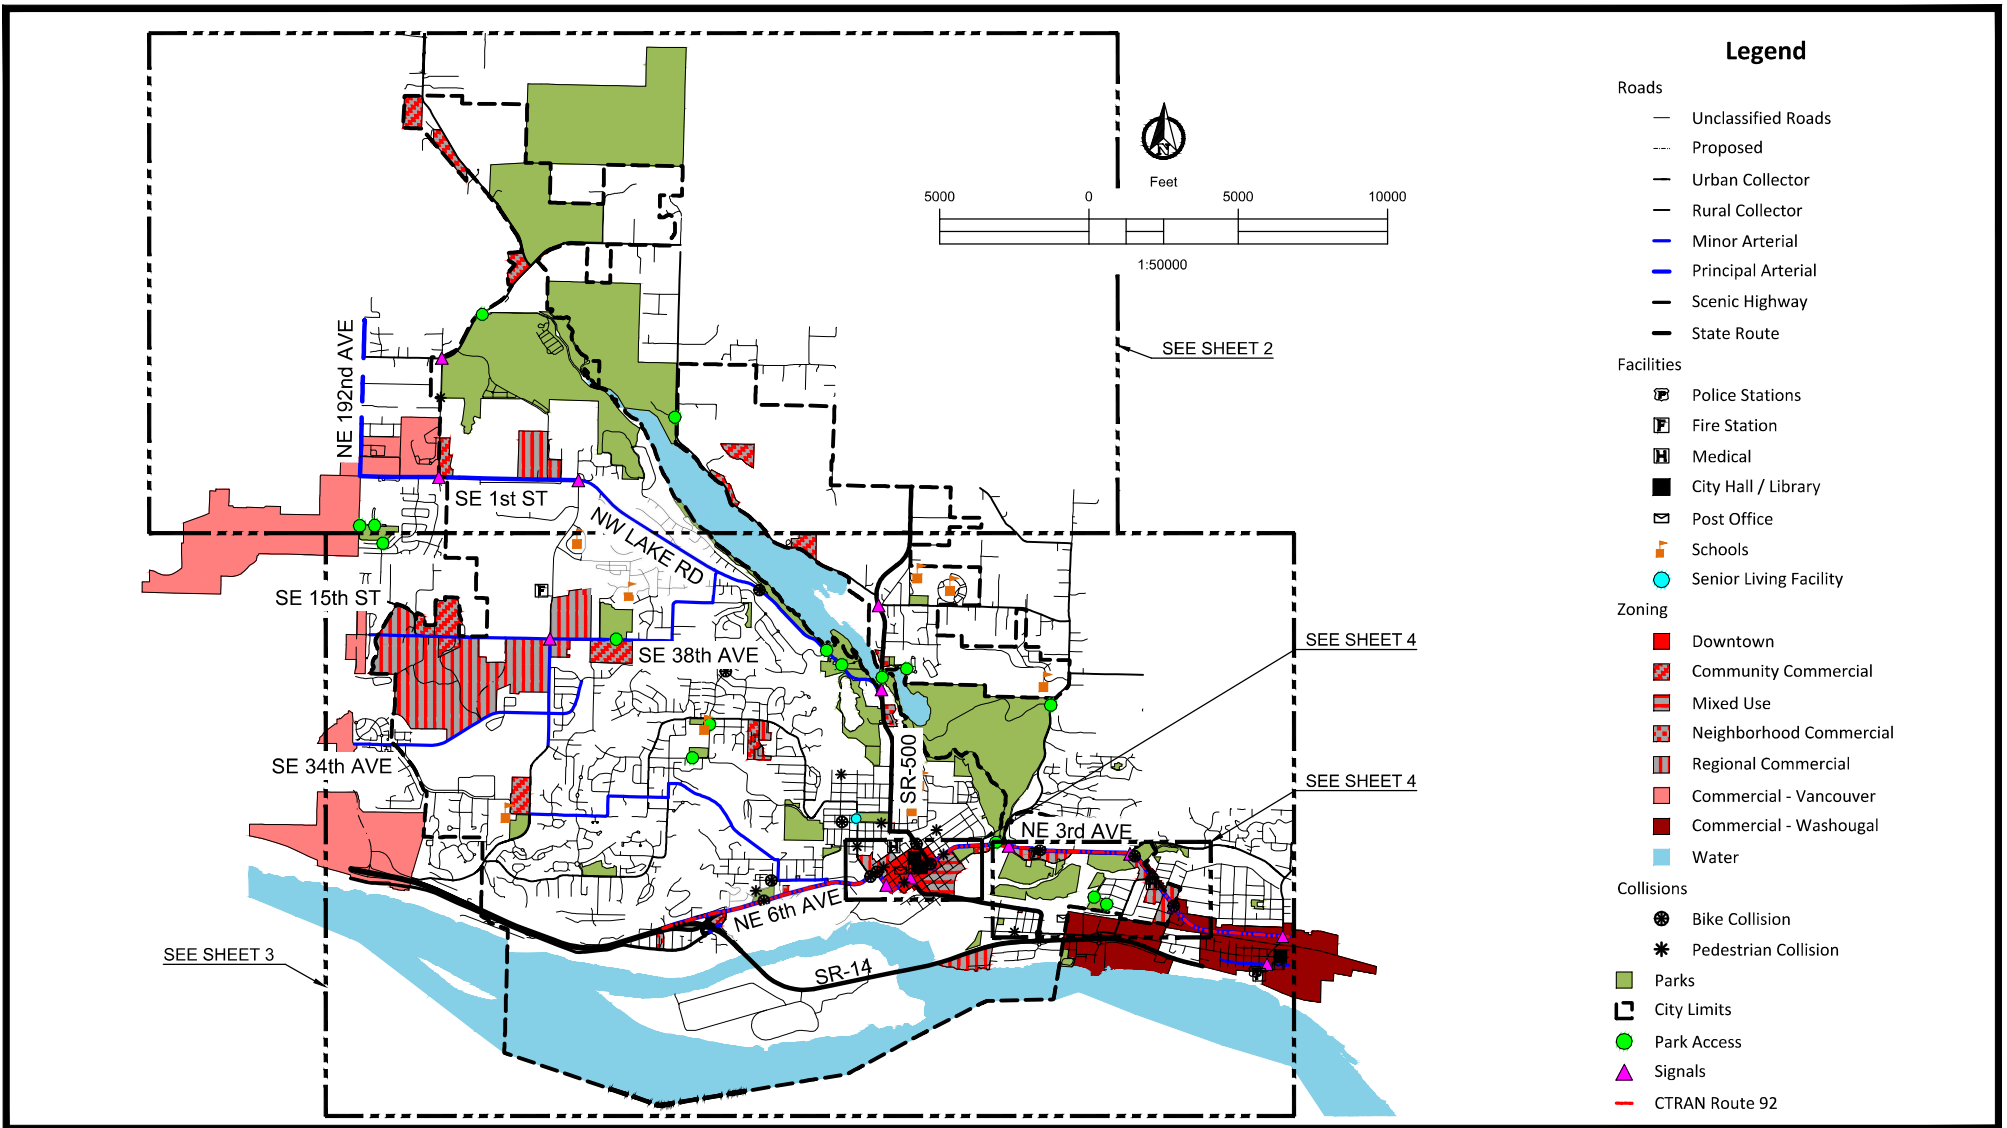 Legend
Roads
Unclassified Roads
Proposed
Urban Collector
Rural Collector
Minor Arterial
Principal Arterial
Scenic Highway
State Route
Facilities
P Police Stations
F Fire Station
H Medical
City Hall / Library
Post Office
Schools
Senior Living Facility
Zoning
Downtown
Community Commercial
Mixed Use
Neighborhood Commercial
Regional Commercial
Commercial - Vancouver
Commercial - Washougal
Water
Collisions
Bike Collision
Pedestrian Collision
Parks
City Limits
Park Access
Signals
CTRAN Route 92
N
Feet
5000 0 5000 10000
1:50000
SEE SHEET 2
NE 192nd AVE
SE 1st ST
NW LAKE RD
SE 15th ST
F
SE 38th AVE
SEE SHEET 4
SE 34th AVE
SR-500
SEE SHEET 4
NE 3rd AVE
H
NE 6th AVE
SR-14
SEE SHEET 3